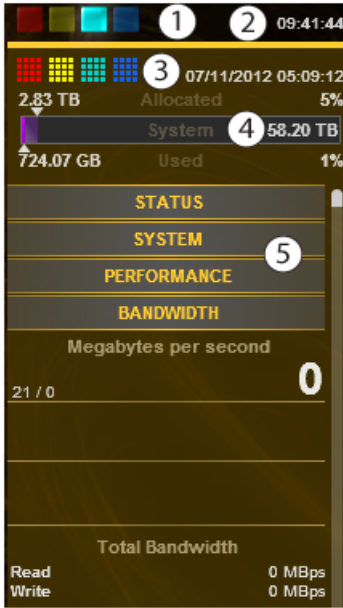 1 2 09:41:44
3 07/11/2012 05:09:12
2.83 TB Allocated 5%
System 4 58.20 TB
724.07 GB Used 1%
STATUS
SYSTEM
5
PERFORMANCE
BANDWIDTH
Megabytes per second
0
21 / 0
Total Bandwidth
Read 0 MBps
Write 0 MBps